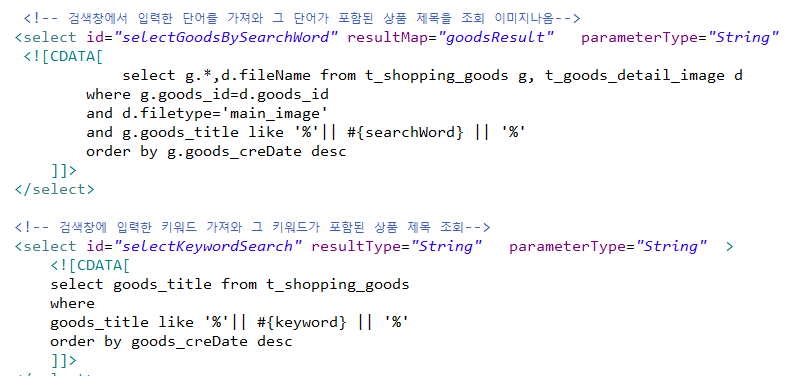 <!-- 검색창에서 입력한 단어를 가져와 그 단어가 포함된 상품 제목을 조회 이미지나옴-->
<select id="selectGoodsBySearchWord" resultMap="goodsResult"   parameterType="String"
<![CDATA[
select g.*,d.fileName from t_shopping_goods g, t_goods_detail_image d
where g.goods_id=d.goods_id
and d.filetype='main_image'
and g.goods_title like '%'|| #{searchWord} || '%'
order by g.goods_creDate desc
]]>
</select>
<!-- 검색창에 입력한 키워드 가져와 그 키워드가 포함된 상품 제목 조회-->
<select id="selectKeywordSearch" resultType="String"   parameterType="String"  >
<![CDATA[
select goods_title from t_shopping_goods
where
goods_title like '%'|| #{keyword} || '%'
order by goods_creDate desc
]]>